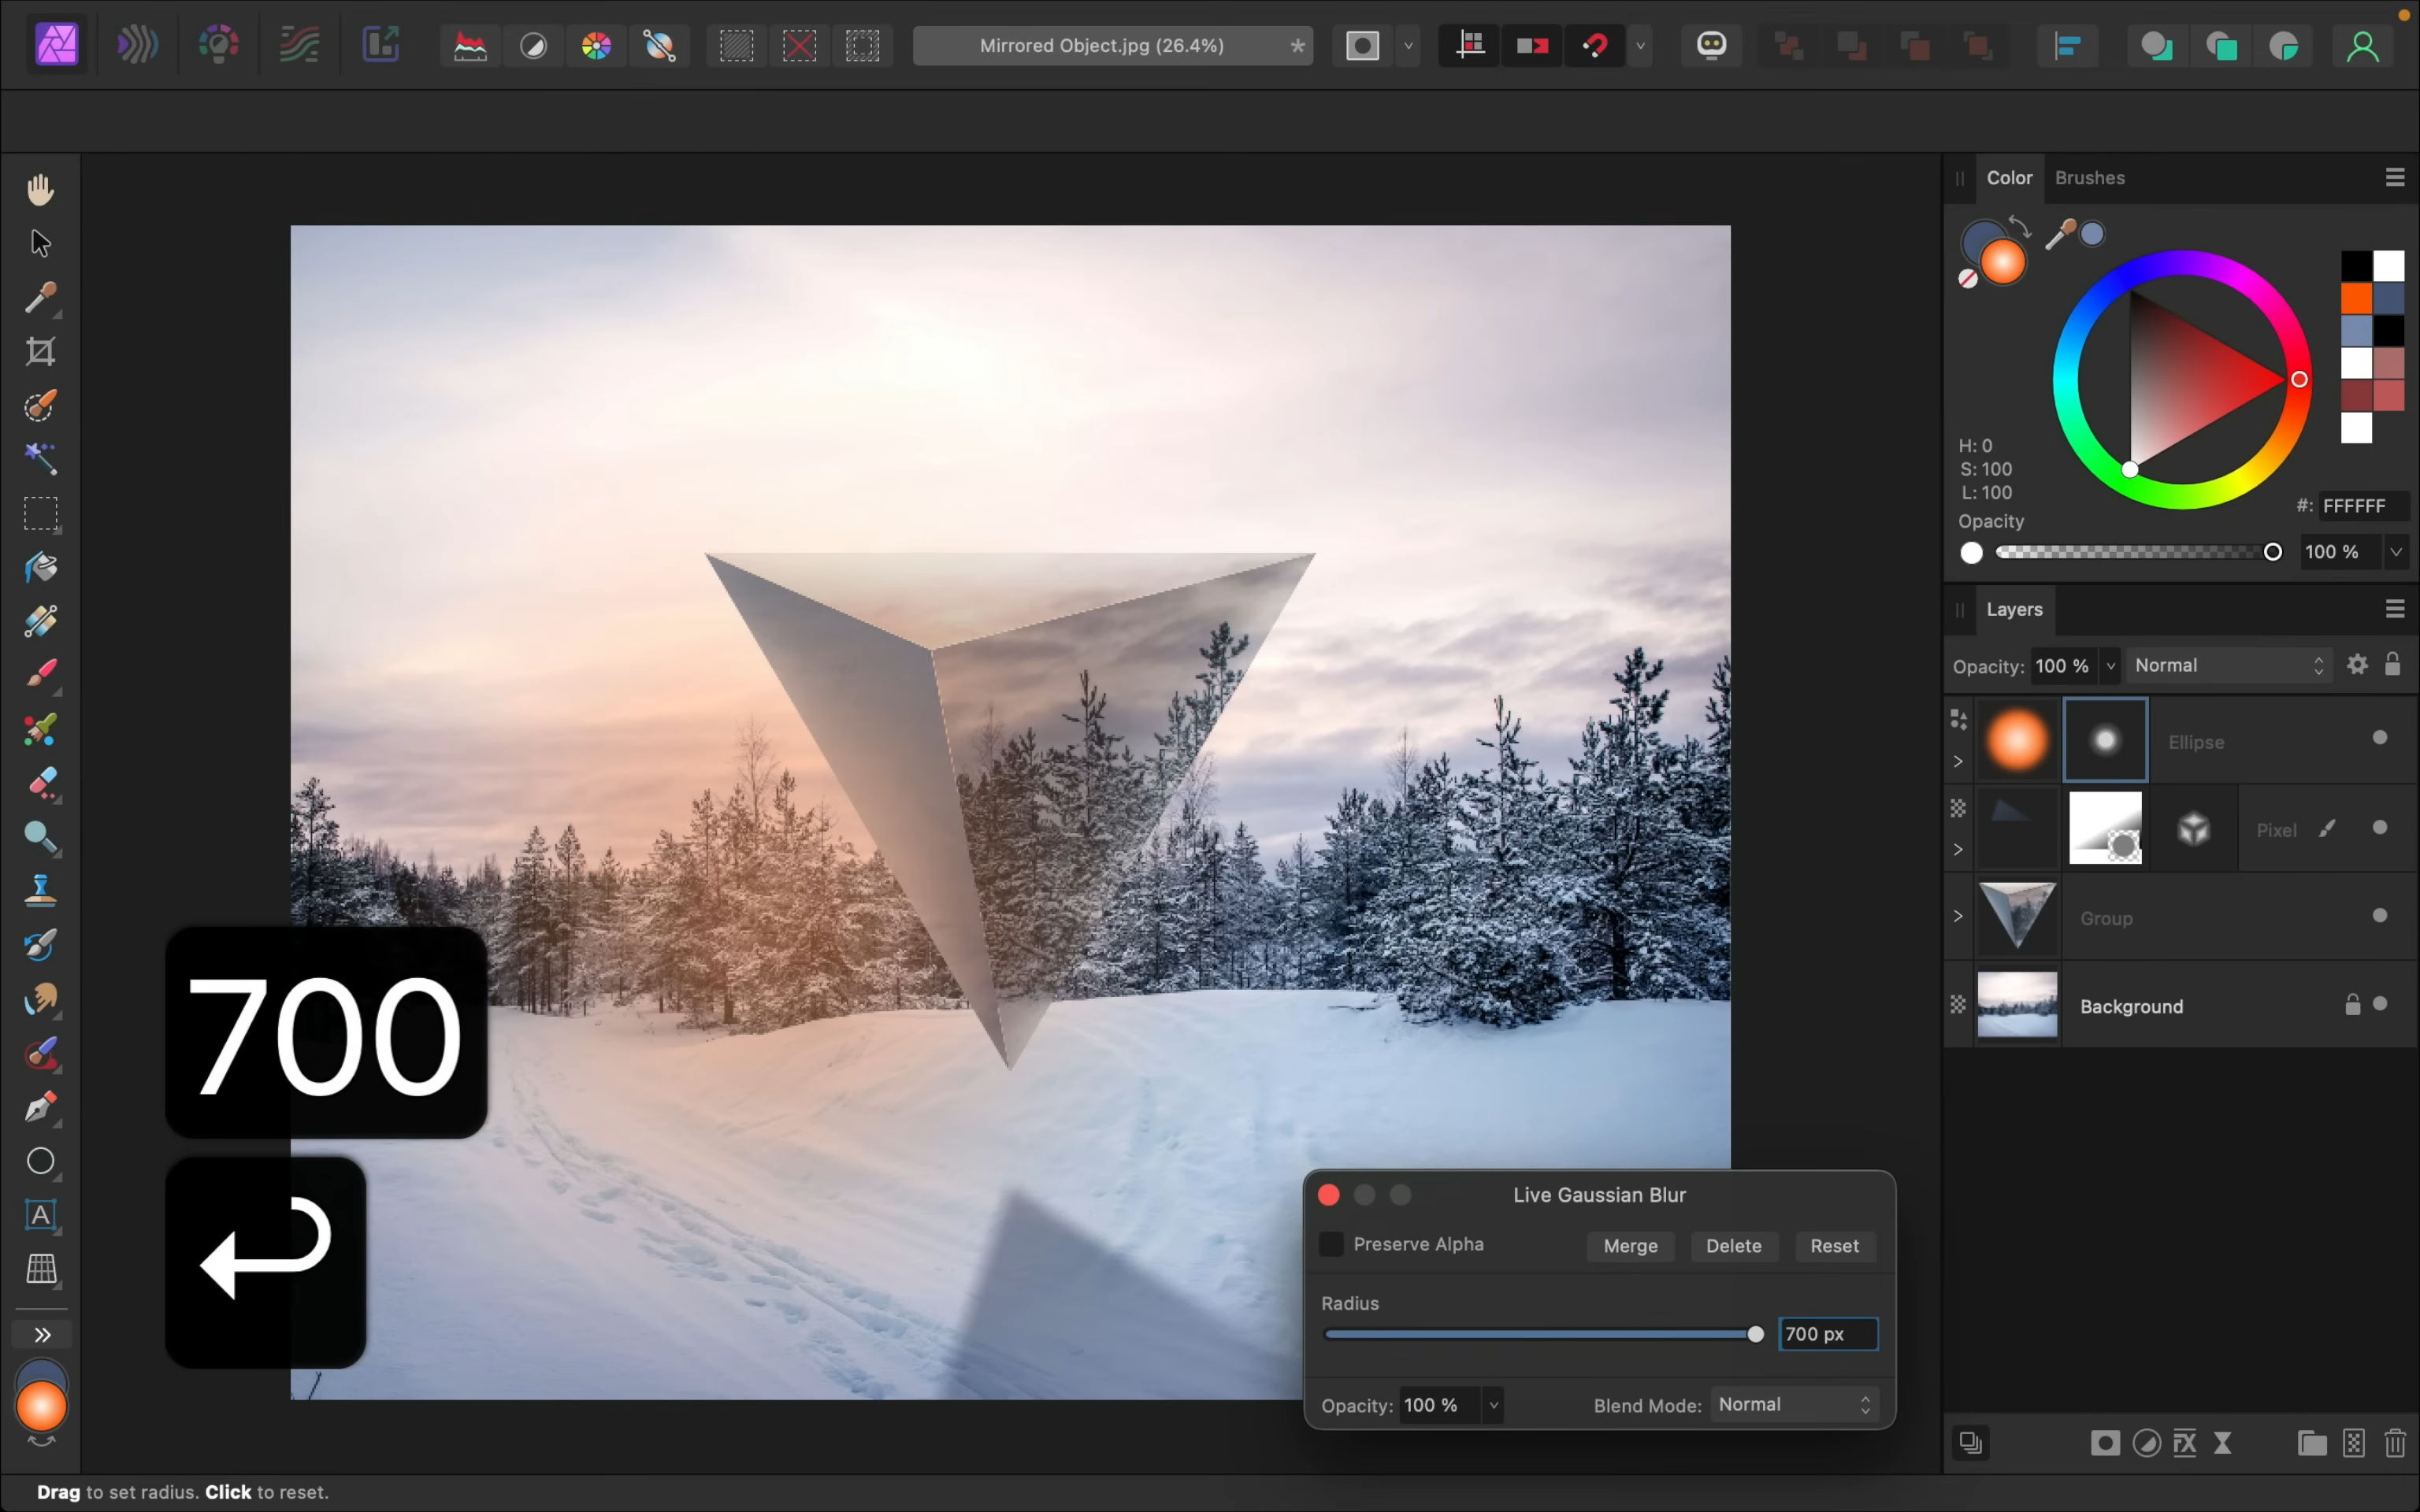 Mirrored Object.jpg (26.4%) *
Color Brushes
H: 0
S: 100
L: 100
#: FFFFFF
Opacity
100 %
Layers
Opacity: 100 % Normal
Ellipse
Pixel
Group
Background
700
Live Gaussian Blur
Preserve Alpha Merge Delete Reset
Radius
700 px
Opacity: 100 % Blend Mode: Normal
A
FX
Drag to set radius. Click to reset.